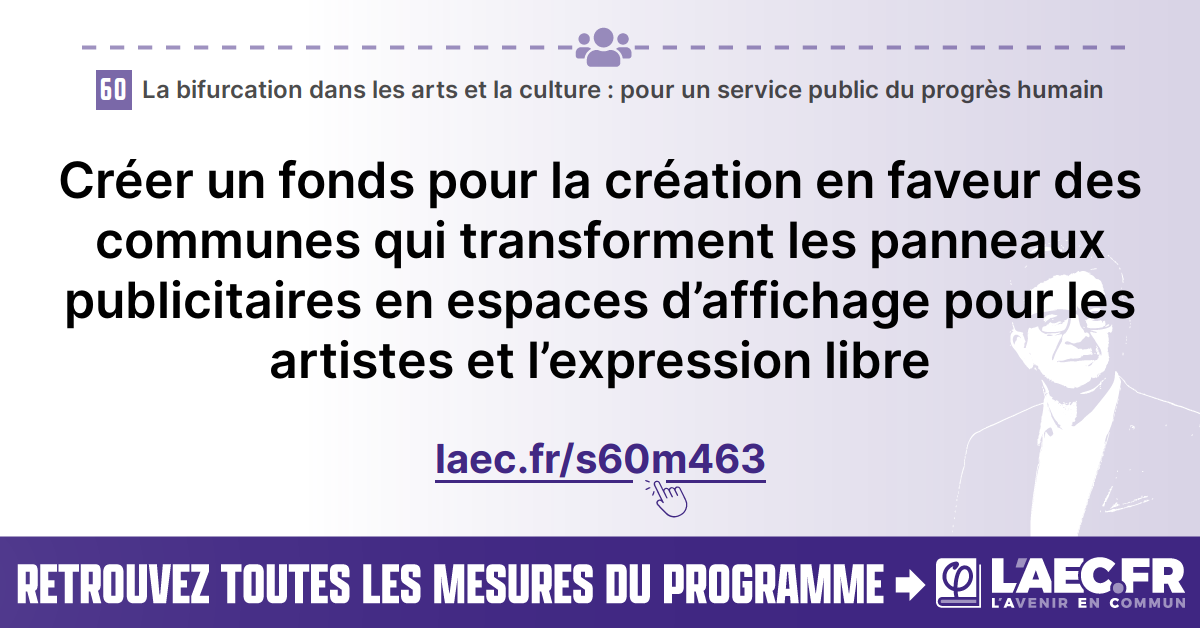 60 La bifurcation dans les arts et la culture : pour un service public du progrès humain
Créer un fonds pour la création en faveur des
communes qui transforment les panneaux
publicitaires en espaces d’affichage pour les
artistes et l’expression libre
laec.fr/s60m463
RETROUVEZ TOUTES LES MESURES DU PROGRAMME → φ L'AEC.FR
L'AVENIR EN COMMUN